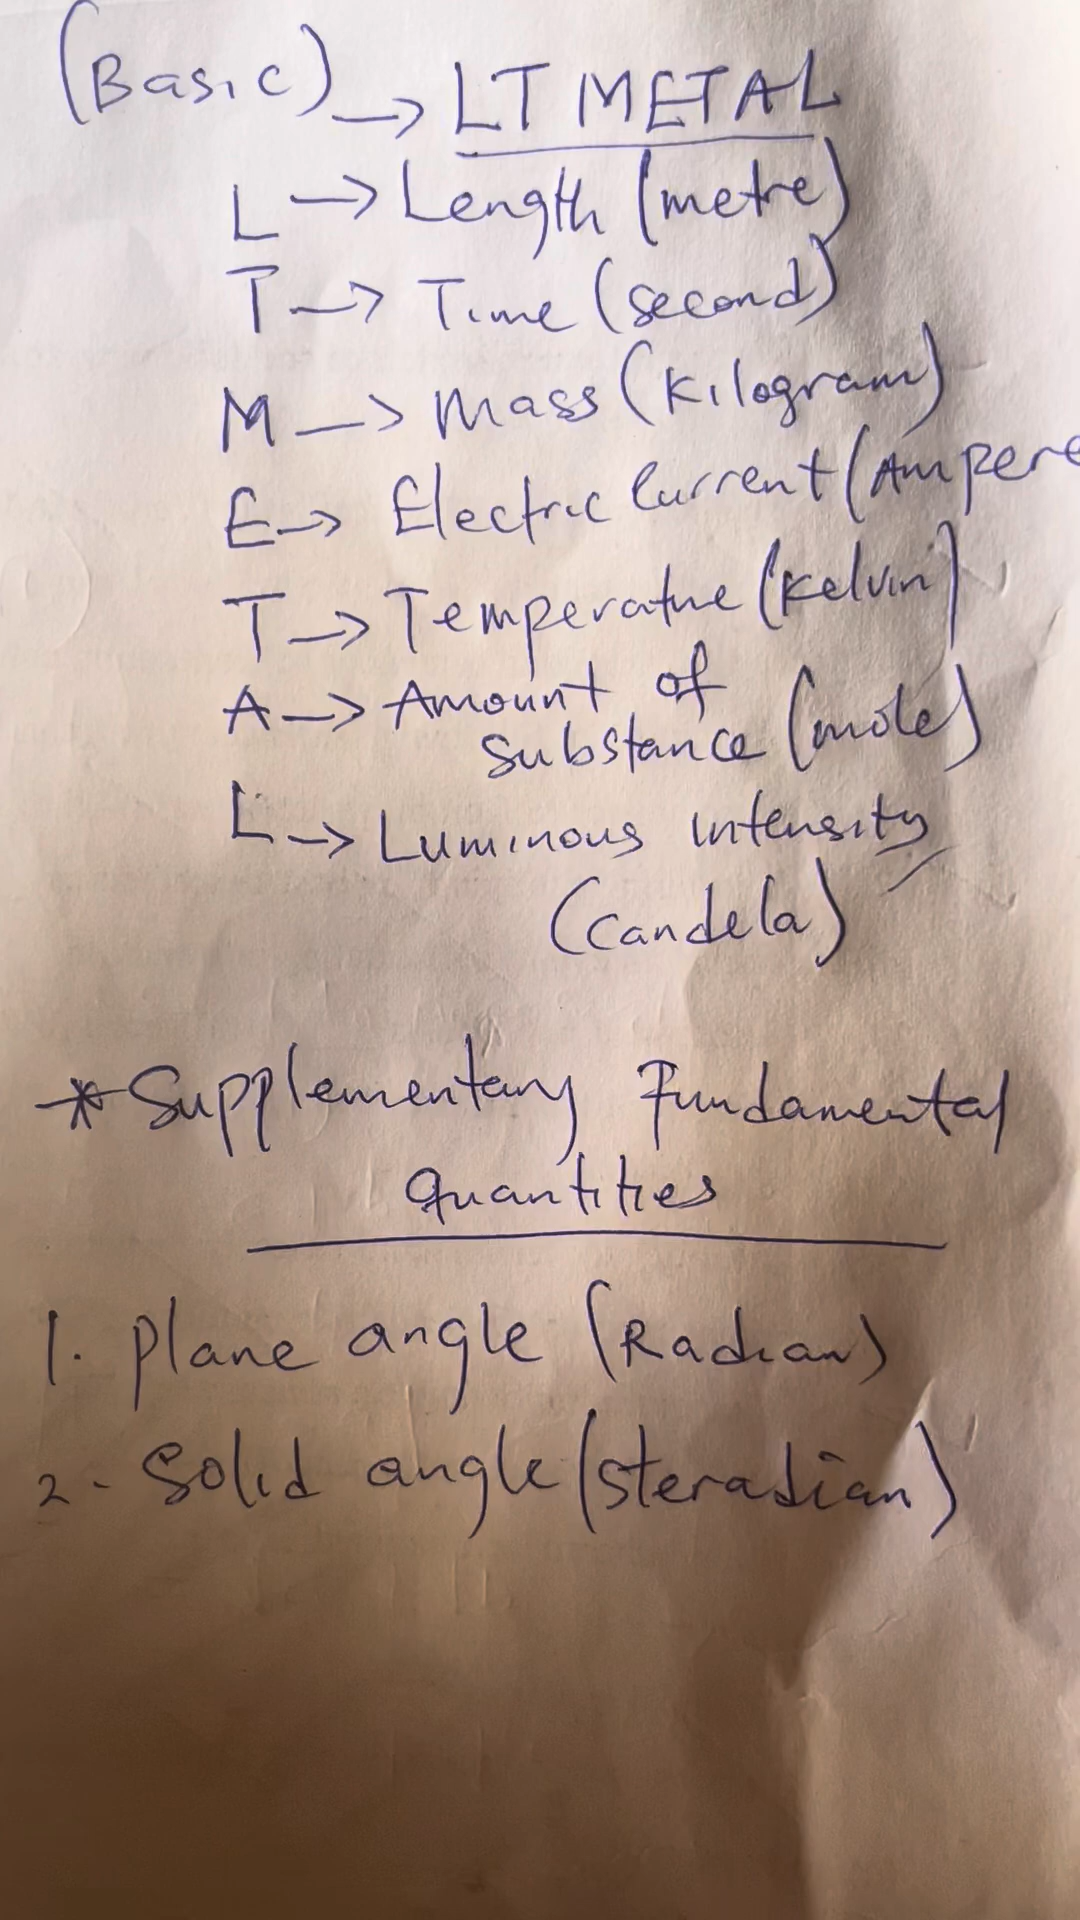 (Basic) → LT METAL
L → Length (metre)
T → Time (second)
M → Mass (Kilogram)
E → Electric Current (Ampere
T → Temperature (Kelvin)
A → Amount of
substance (mole)
L → Luminous intensity
(Candela)
* Supplementary Fundamental
Quantities
1. Plane angle (Radian)
2. Solid angle (steradian)